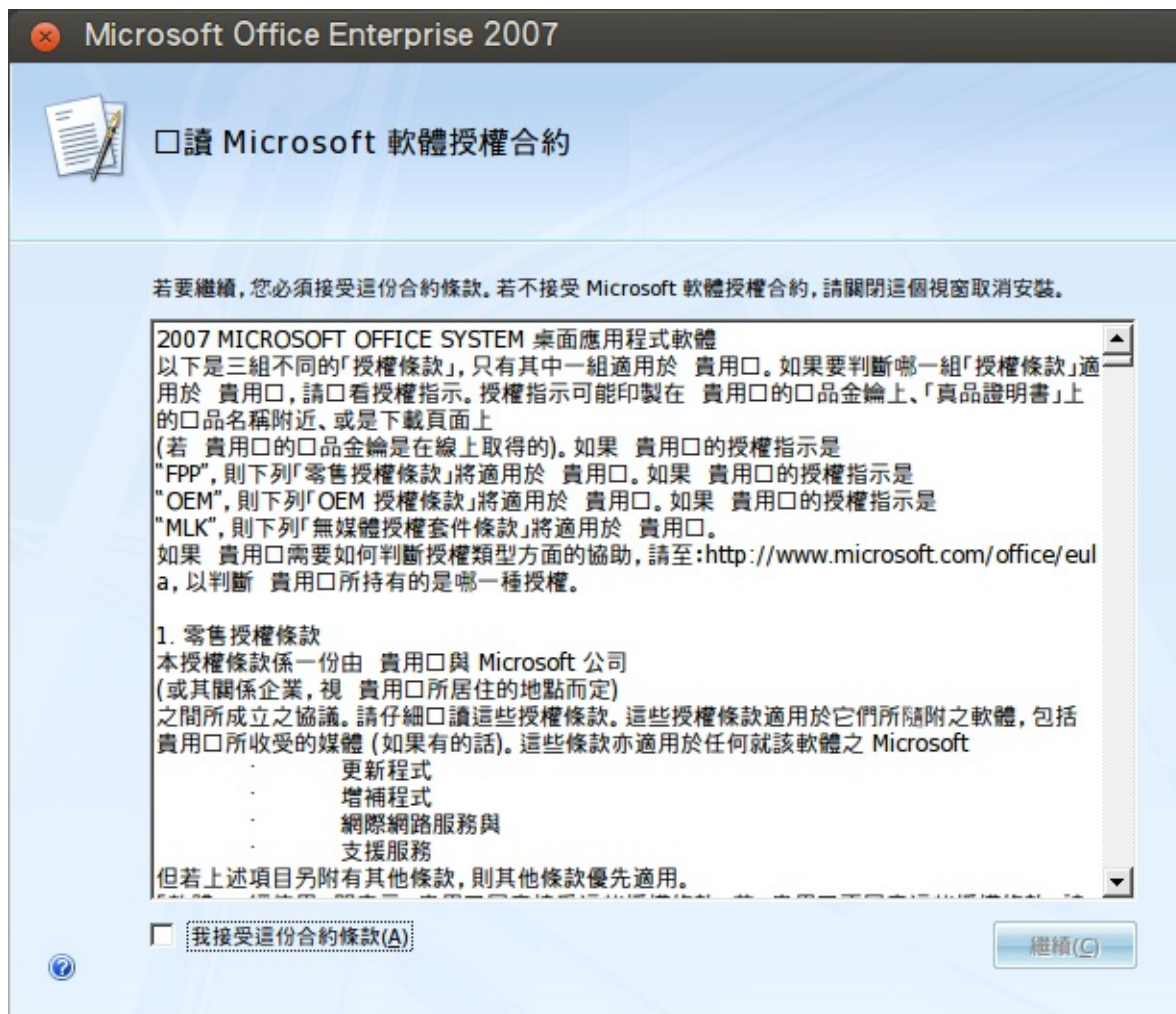 Microsoft Office Enterprise 2007
□讀 Microsoft 軟體授權合約
若要繼續,您必須接受這份合約條款。若不接受 Microsoft 軟體授權合約,請關閉這個視窗取消安裝。
2007 MICROSOFT OFFICE SYSTEM 桌面應用程式軟體
以下是三組不同的「授權條款」,只有其中一組適用於 貴用□。如果要判斷哪一組「授權條款」適
用於 貴用□,請□看授權指示。授權指示可能印製在 貴用□的□品金鑰上、「真品證明書」上
的□品名稱附近、或是下載頁面上
(若 貴用□的□品金鑰是在線上取得的)。如果 貴用□的授權指示是
“FPP”,則下列「零售授權條款」將適用於 貴用□。如果 貴用□的授權指示是
“OEM”,則下列「OEM 授權條款」將適用於 貴用□。如果 貴用□的授權指示是
“MLK”,則下列「無媒體授權套件條款」將適用於 貴用□。
如果 貴用□需要如何判斷授權類型方面的協助,請至:http://www.microsoft.com/office/eul
a,以判斷 貴用□所持有的是哪一種授權。
1. 零售授權條款
本授權條款係一份由 貴用□與 Microsoft 公司
(或其關係企業,視 貴用□所居住的地點而定)
之間所成立之協議。請仔細□讀這些授權條款。這些授權條款適用於它們所隨附之軟體,包括
貴用□所收受的媒體 (如果有的話)。這些條款亦適用於任何就該軟體之 Microsoft
· 更新程式
· 增補程式
· 網際網路服務與
· 支援服務
但若上述項目另附有其他條款,則其他條款優先適用。
我接受這份合約條款(A)
繼續(C)